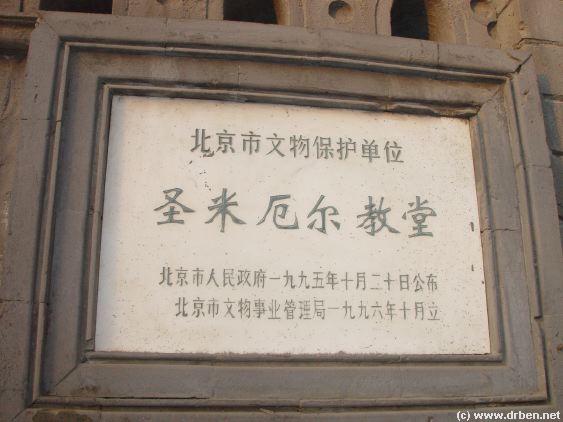 北京市文物保护单位
圣米厄尔教堂
北京市人民政府一九九五年十月二十日公布
北京市文物事业管理局一九九六年十月立
(c) www.drben.net